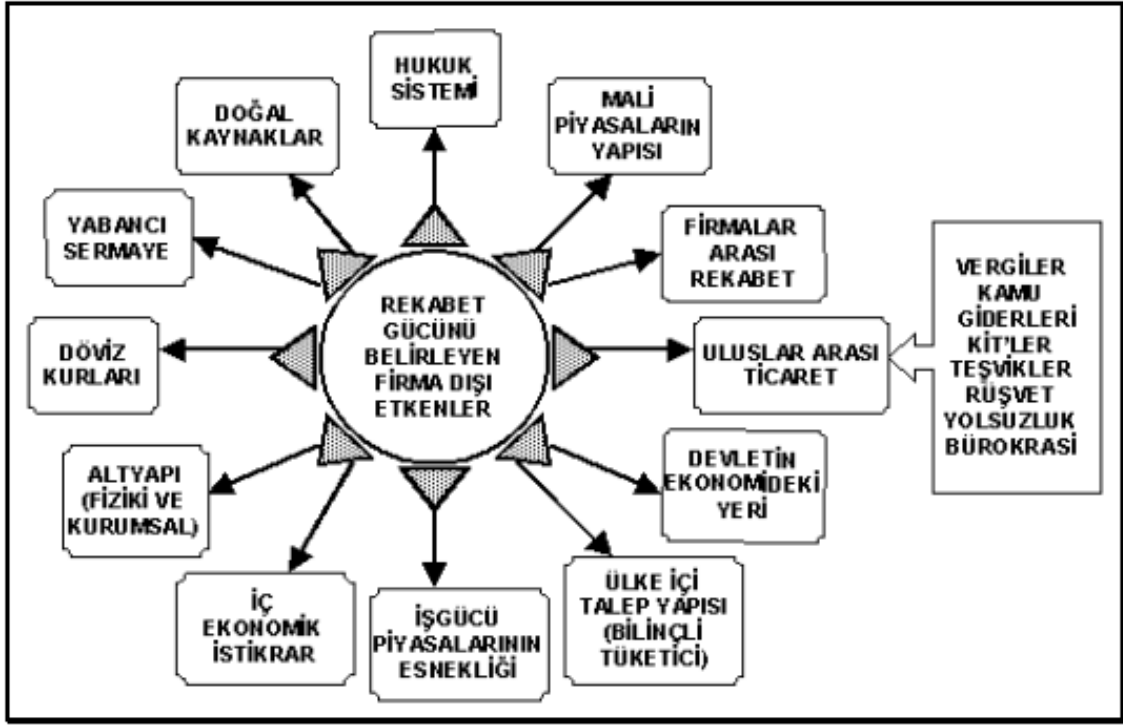 HUKUK
SİSTEMİ
MALİ
PİYASALARIN
YAPISI
FİRMALAR
ARASI
REKABET
ULUSLAR ARASI
TİCARET
VERGİLER
KAMU
GİDERLERİ
KİT'LER
TEŞVİKLER
RÜŞVET
YOLSUZLUK
BÜROKRASİ
DEVLETİN
EKONOMİDEKİ
YERİ
ÜLKE İÇİ
TALEP YAPISI
(BİLİNÇLİ
TÜKETİCİ)
İŞGÜCÜ
PİYASALARININ
ESNEKLİĞİ
İÇ
EKONOMİK
İSTİKRAR
ALTYAPI
(FİZİKİ VE
KURUMSAL)
DÖVİZ
KURLARI
YABANCI
SERMAYE
DOĞAL
KAYNAKLAR
REKABET
GÜCÜNÜ
BELİRLEYEN
FİRMA DIŞI
ETKENLER